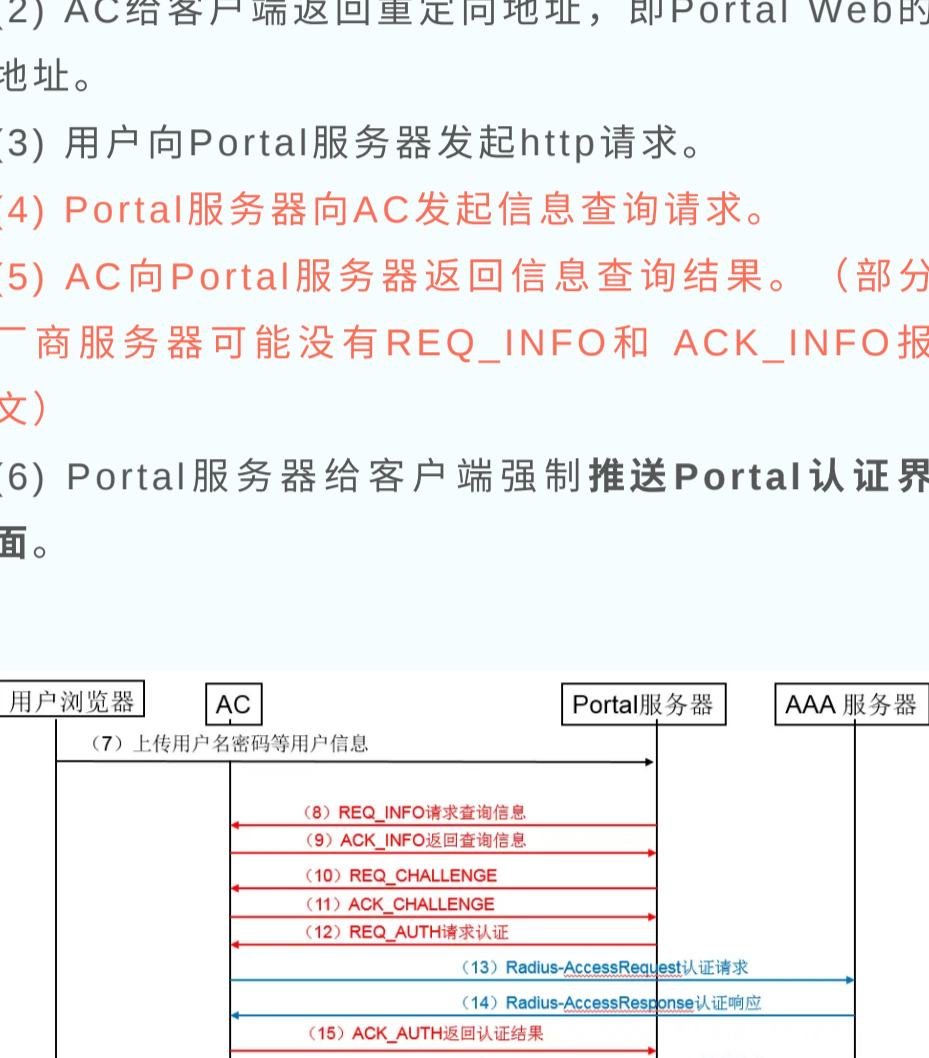 (2) AC给客户端返回重定向地址，即Portal Web的
地址。
(3) 用户向Portal服务器发起http请求。
(4) Portal服务器向AC发起信息查询请求。
(5) AC向Portal服务器返回信息查询结果。（部分
厂商服务器可能没有REQ_INFO和 ACK_INFO报
文）
(6) Portal服务器给客户端强制推送Portal认证界
面。
用户浏览器 AC Portal服务器 AAA 服务器
（7）上传用户名密码等用户信息
（8）REQ_INFO请求查询信息
（9）ACK_INFO返回查询信息
（10）REQ_CHALLENGE
（11）ACK_CHALLENGE
（12）REQ_AUTH请求认证
（13）Radius-AccessRequest认证请求
（14）Radius-AccessResponse认证响应
（15）ACK_AUTH返回认证结果